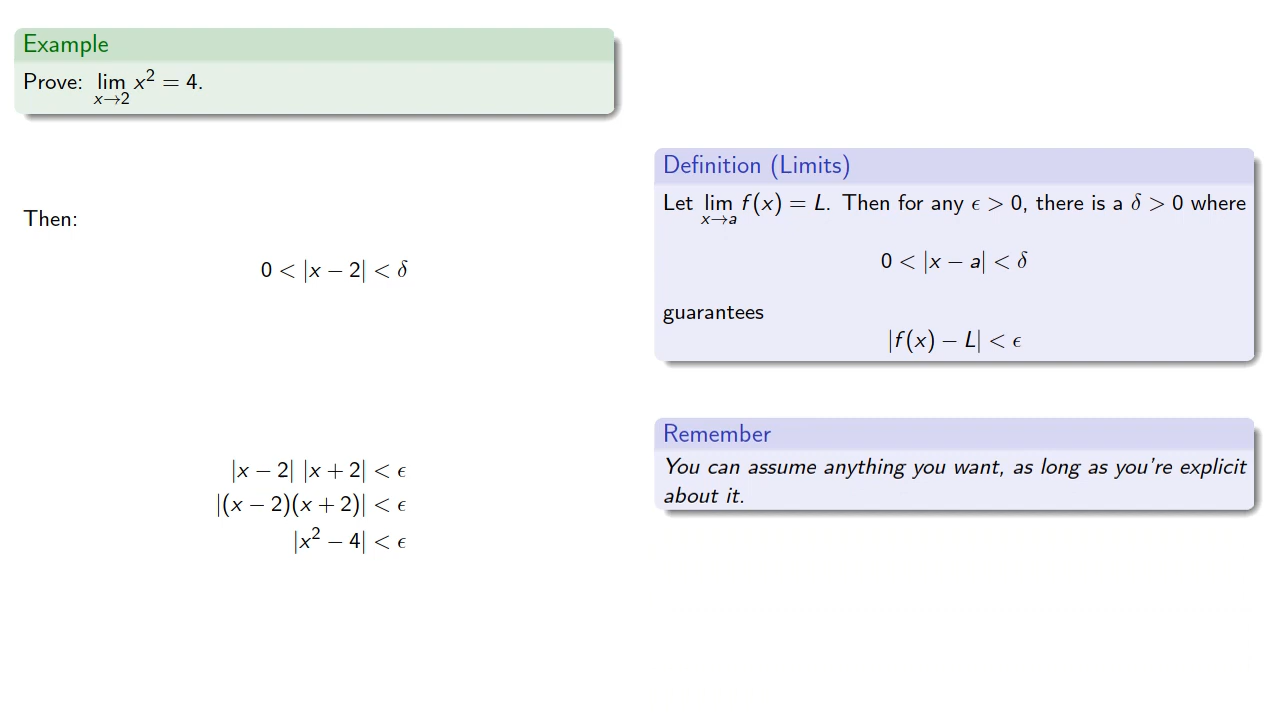 Example
Prove: lim x² = 4.
x→2
Then:
0 < |x − 2| < δ
|x − 2| |x + 2| < ϵ
|(x − 2)(x + 2)| < ϵ
|x² − 4| < ϵ
Definition (Limits)
Let lim f(x) = L. Then for any ϵ > 0, there is a δ > 0 where
x→a
0 < |x − a| < δ
guarantees
|f(x) − L| < ϵ
Remember
You can assume anything you want, as long as you're explicit
about it.